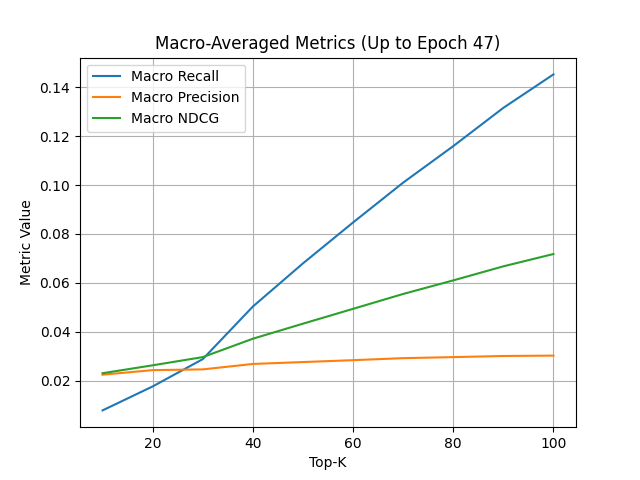 Macro-Averaged Metrics (Up to Epoch 47)
Macro Recall
Macro Precision
Macro NDCG
Metric Value
0.14
0.12
0.10
0.08
0.06
0.04
0.02
20 40 60 80 100
Top-K